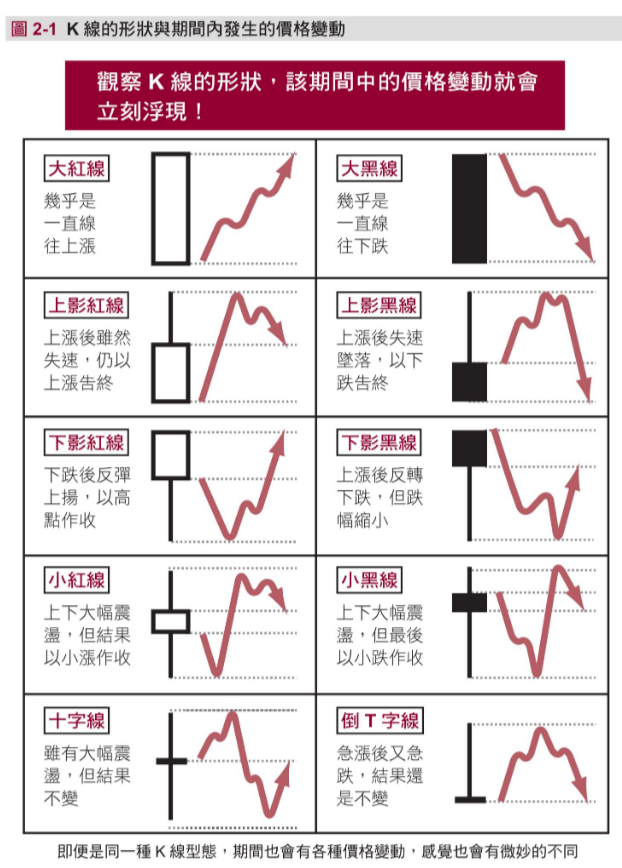 圖 2-1 K 線的形狀與期間內發生的價格變動
觀察 K 線的形狀，該期間中的價格變動就會
立刻浮現！
大紅線
幾乎是
一直線
往上漲
大黑線
幾乎是
一直線
往下跌
上影紅線
上漲後雖然
失速，仍以
上漲告終
上影黑線
上漲後失速
墜落，以下
跌告終
下影紅線
下跌後反彈
上揚，以高
點作收
下影黑線
上漲後反轉
下跌，但跌
幅縮小
小紅線
上下大幅震
盪，但結果
以小漲作收
小黑線
上下大幅震
盪，但最後
以小跌作收
十字線
雖有大幅震
盪，但結果
不變
倒 T 字線
急漲後又急
跌，結果還
是不變
即便是同一種 K 線型態，期間也會有各種價格變動，感覺也會有微妙的不同